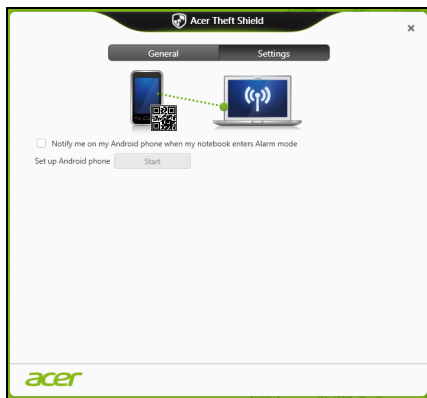 Acer Theft Shield
General
Settings
Notify me on my Android phone when my notebook enters Alarm mode
Set up Android phone
Start
acer